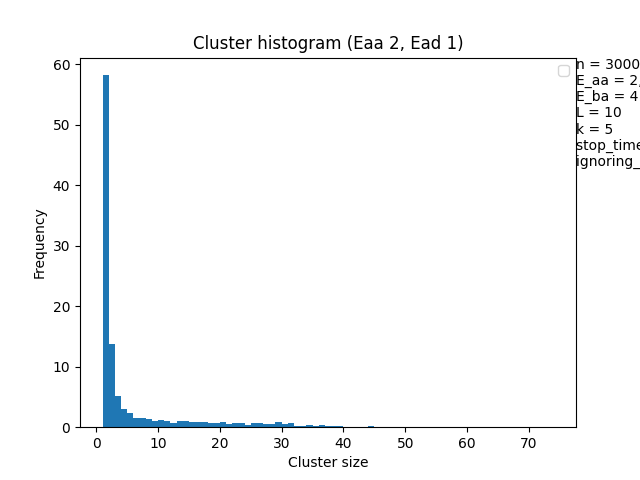 Cluster histogram (Eaa 2, Ead 1)
n = 3000
E_aa = 2,
E_ba = 4
L = 10
k = 5
stop_time
ignoring_
60
50
40
30
20
10
0
Frequency
0 10 20 30 40 50 60 70
Cluster size